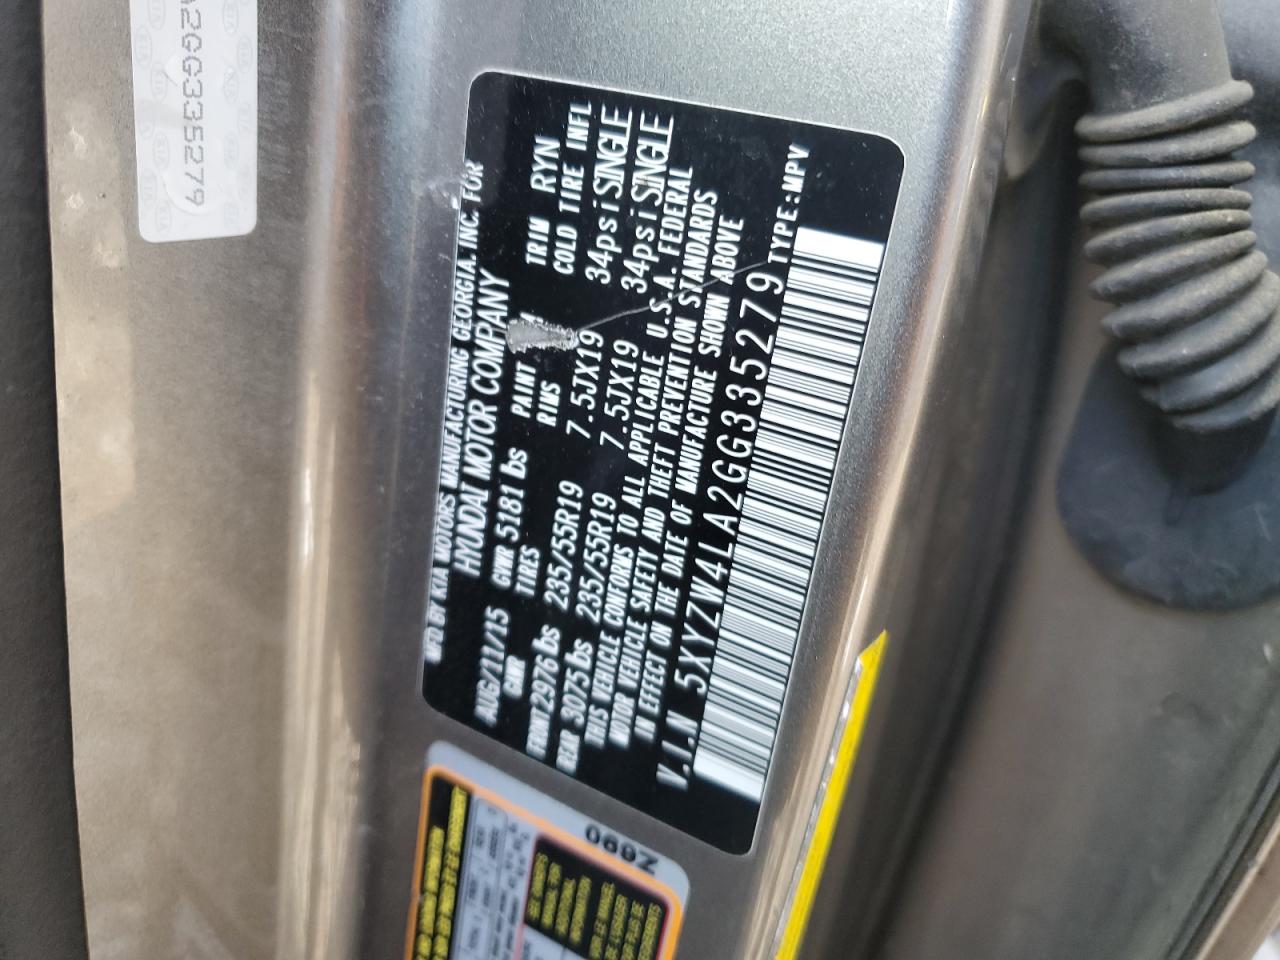 MFD BY KIA MOTORS MANUFACTURING GEORGIA. INC. FOR
HYUNDAI MOTOR COMPANY
AUG/11/15 GVWR 5181 lbs PAINT A TRIM RYN
GAWR TIRES RIMS COLD TIRE INFL
FRONT 2976 lbs 235/55R19 7.5JX19 34psi SINGLE
REAR 3075 lbs 235/55R19 7.5JX19 34psi SINGLE
THIS VEHICLE CONFORMS TO ALL APPLICABLE U.S.A. FEDERAL
MOTOR VEHICLE SAFETY AND THEFT PREVENTION STANDARDS
IN EFFECT ON THE DATE OF MANUFACTURE SHOWN ABOVE
V.I.N 5XYZW4LA2GG335279 TYPE:MPV
A2GG335279
Z690